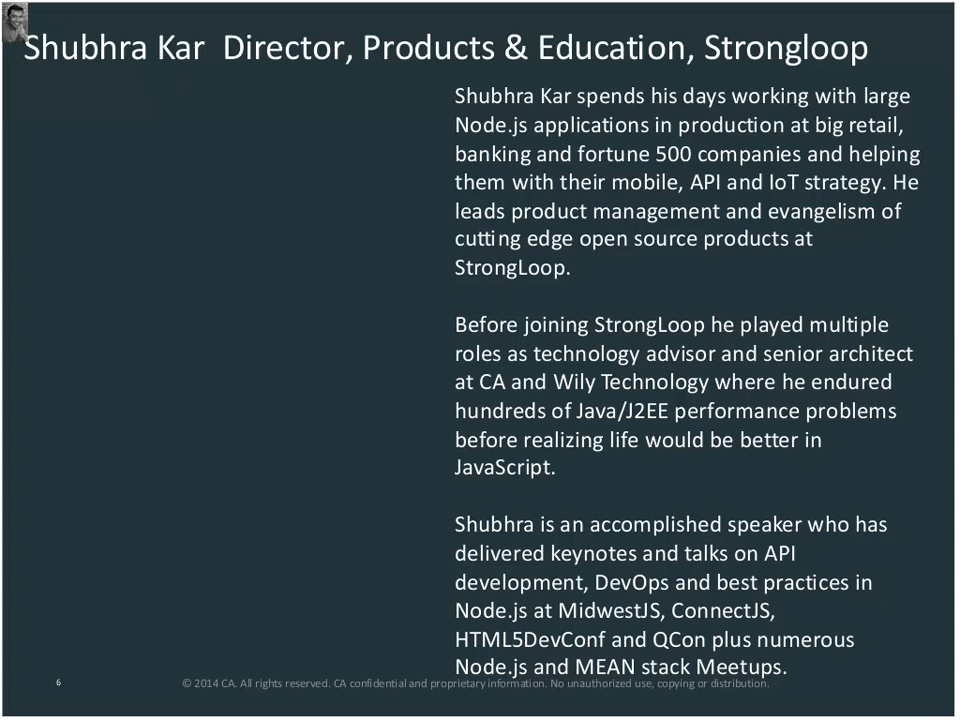 Shubhra Kar  Director, Products & Education, Strongloop
Shubhra Kar spends his days working with large
Node.js applications in production at big retail,
banking and fortune 500 companies and helping
them with their mobile, API and IoT strategy. He
leads product management and evangelism of
cutting edge open source products at
StrongLoop.
Before joining StrongLoop he played multiple
roles as technology advisor and senior architect
at CA and Wily Technology where he endured
hundreds of Java/J2EE performance problems
before realizing life would be better in
JavaScript.
Shubhra is an accomplished speaker who has
delivered keynotes and talks on API
development, DevOps and best practices in
Node.js at MidwestJS, ConnectJS,
HTML5DevConf and QCon plus numerous
Node.js and MEAN stack Meetups.
6 © 2014 CA. All rights reserved. CA confidential and proprietary information. No unauthorized use, copying or distribution.